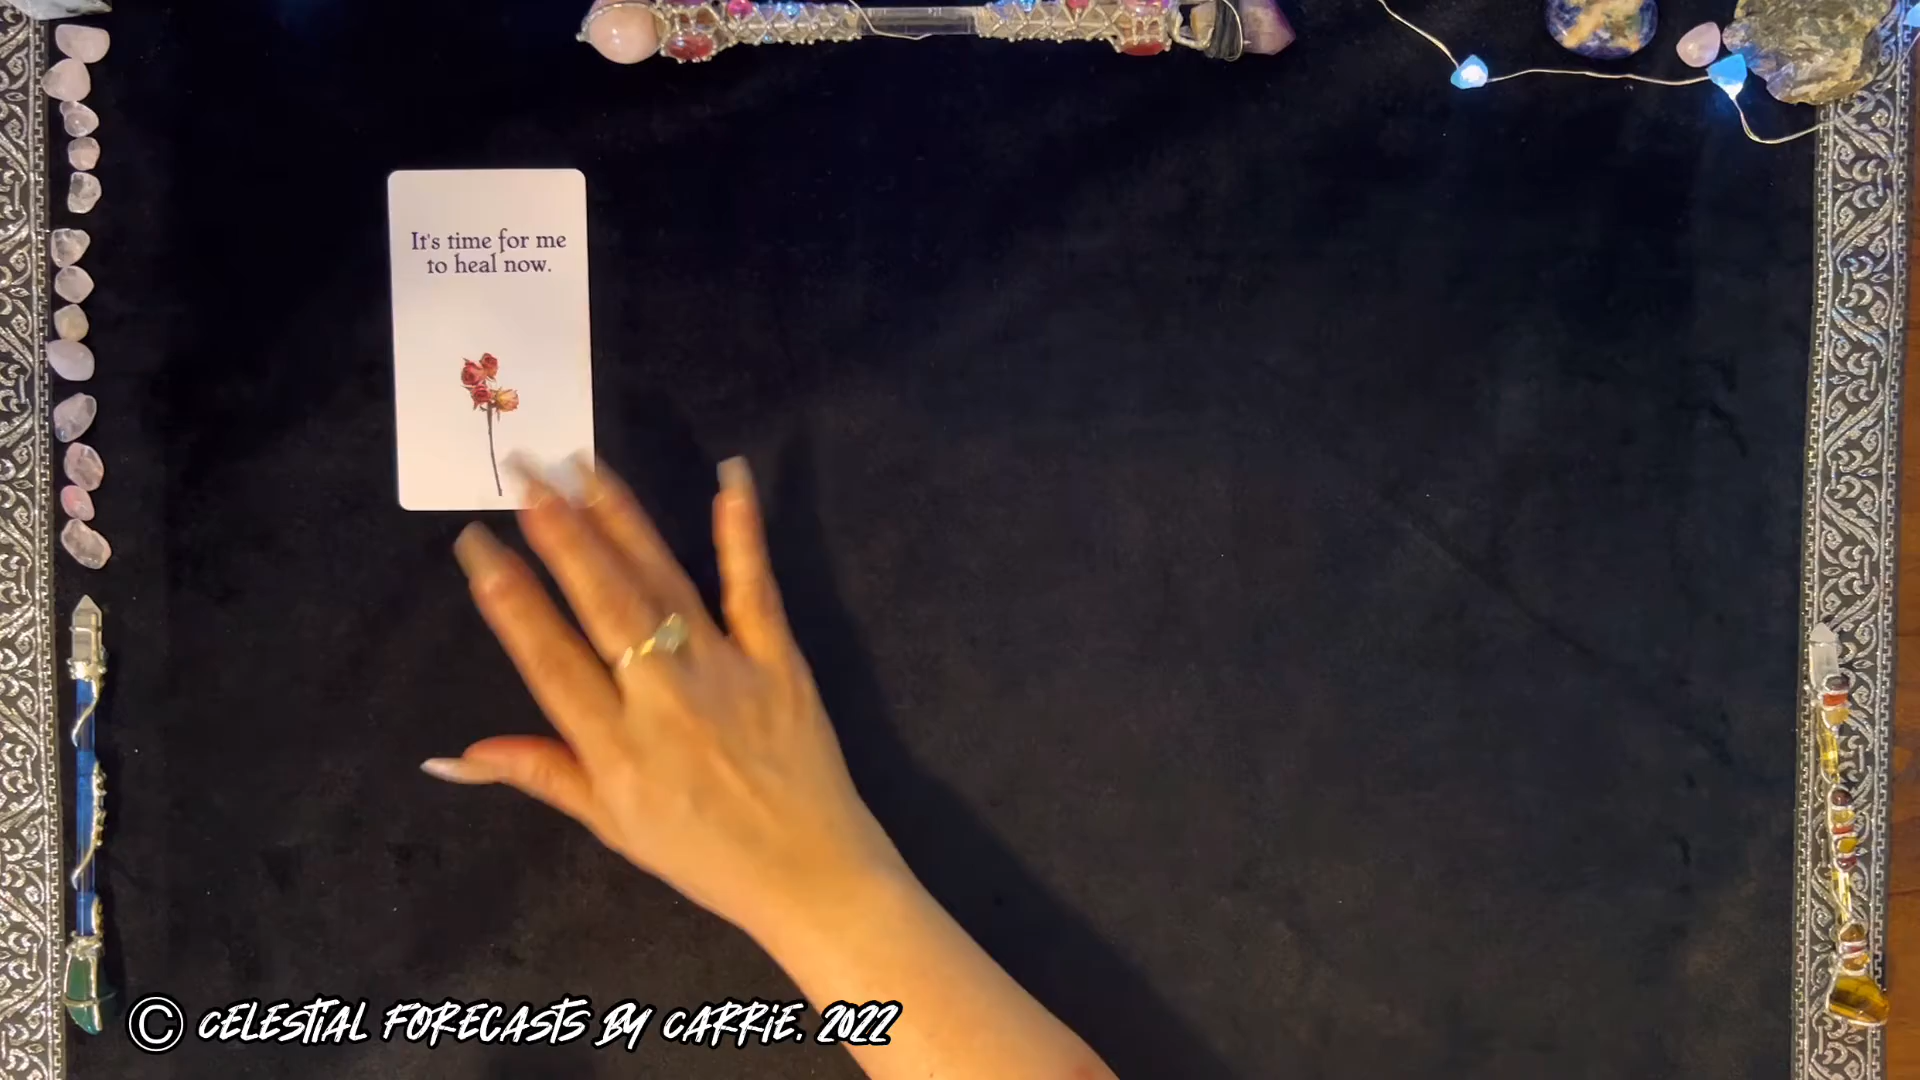 It's time for me
to heal now.
© CELESTIAL FORECASTS BY CARRIE. 2022